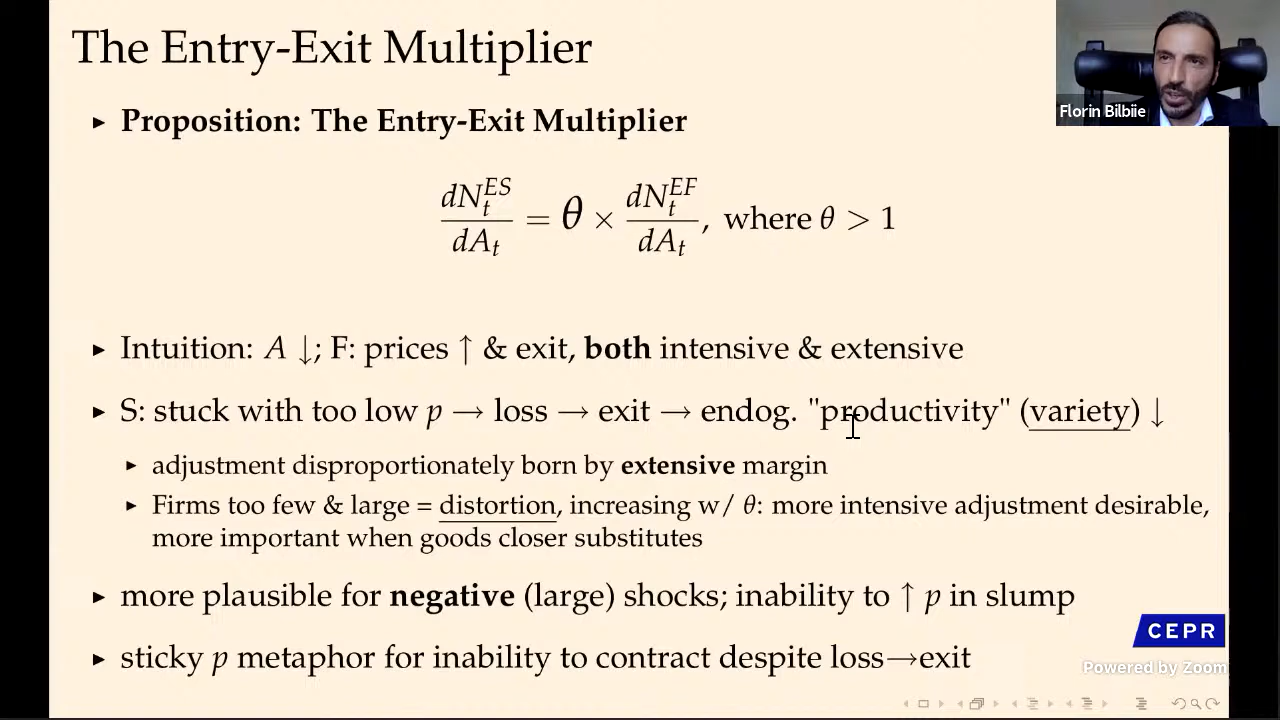 The Entry-Exit Multiplier
Florin Bilbiie
▸ Proposition: The Entry-Exit Multiplier
dN_t^{ES}/dA_t = θ × dN_t^{EF}/dA_t, where θ > 1
▸ Intuition: A ↓; F: prices ↑ & exit, both intensive & extensive
▸ S: stuck with too low p → loss → exit → endog. "productivity" (variety) ↓
▸ adjustment disproportionately born by extensive margin
▸ Firms too few & large = distortion, increasing w/ θ: more intensive adjustment desirable,
more important when goods closer substitutes
▸ more plausible for negative (large) shocks; inability to ↑ p in slump
▸ sticky p metaphor for inability to contract despite loss→exit
CEPR
Powered by Zoom